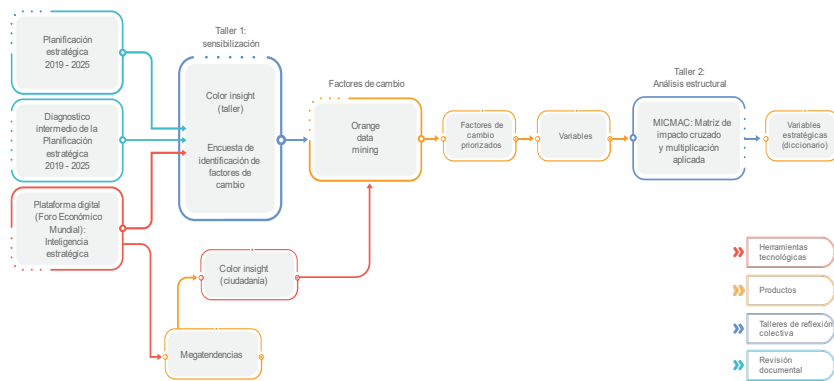 Planificación
estratégica
2019 - 2025
Diagnostico
intermedio de la
Planificación
estratégica
2019 - 2025
Plataforma digital
(Foro Económico
Mundial):
Inteligencia
estratégica
Taller 1:
sensibilización
Color insight
(taller)
Encuesta de
identificación de
factores de
cambio
Color insight
(ciudadanía)
Megatendencias
Factores de cambio
Orange
data
mining
Factores de
cambio
priorizados
Variables
Taller 2:
Análisis estructural
MICMAC: Matriz de
impacto cruzado
y multiplicación
aplicada
Variables
estratégicas
(diccionario)
Herramientas
tecnológicas
Productos
Talleres de reflexión
colectiva
Revisión
documental